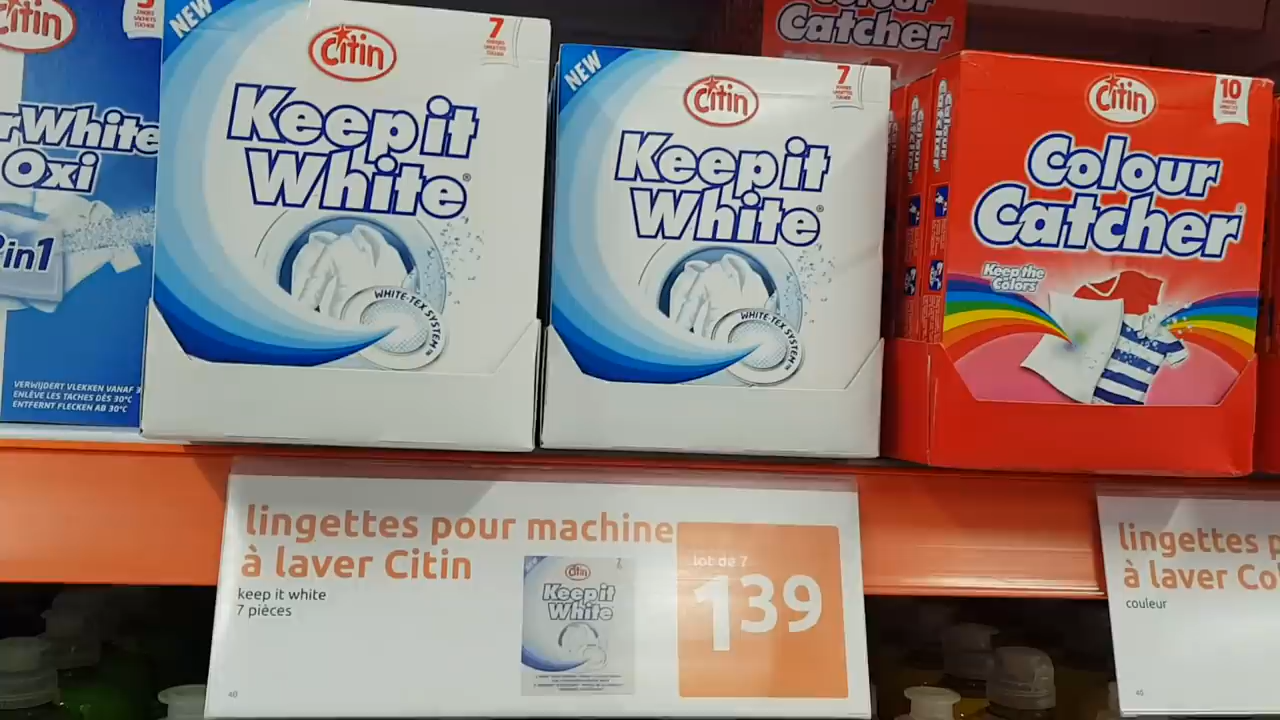 Citin
White
Oxi
in1
VERWIJDERT VLEKKEN VANAF
ENLÈVE LES TACHES DÈS 30°C
ENTFERNT FLECKEN AB 30°C
NEW
Citin
7
Keep it
White®
WHITE-TEX SYSTEM
NEW
Citin
7
Keep it
White®
WHITE-TEX SYSTEM
Colour
Catcher
Citin
10
Colour
Catcher
Keep the
Colors
lingettes pour machine
à laver Citin
keep it white
7 pièces
40
Citin
Keep it
White
lot de 7
139
lingettes
à laver
couleur
40